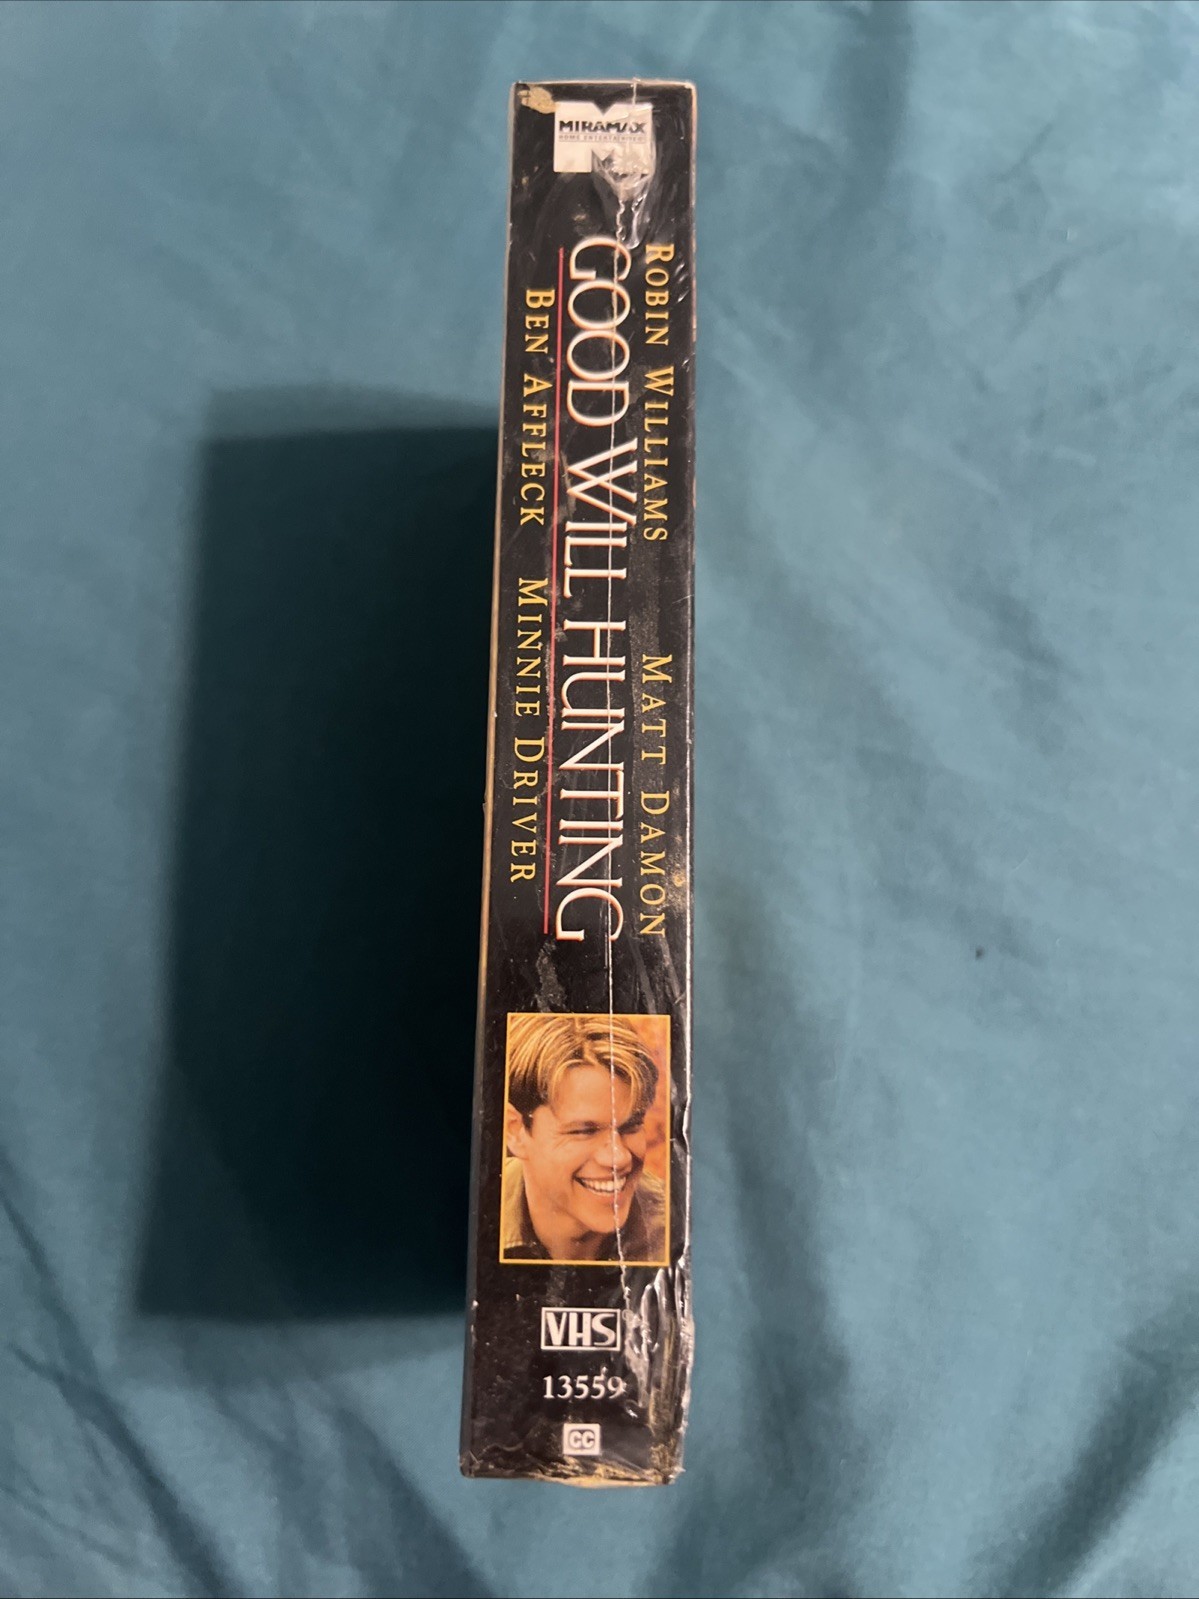 MIRAMAX
HOME ENTERTAINMENT
ROBIN WILLIAMS MATT DAMON
GOOD WILL HUNTING
BEN AFFLECK MINNIE DRIVER
VHS
13559
CC